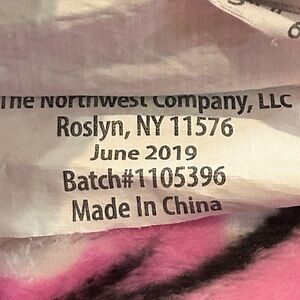 The Northwest Company, LLC
Roslyn, NY 11576
June 2019
Batch#1105396
Made In China